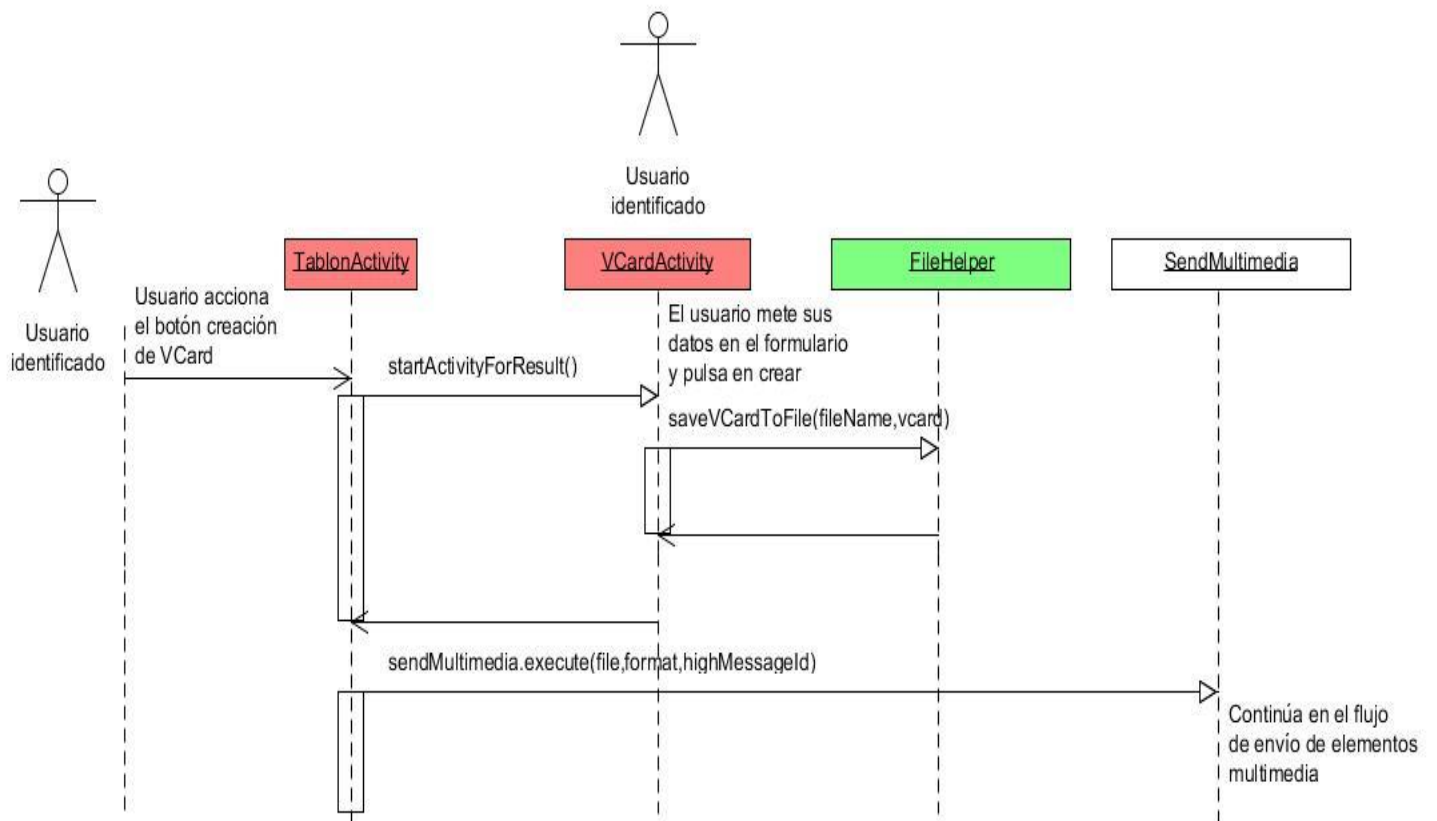 Usuario
identificado
Usuario
identificado
TablonActivity
VCardActivity
FileHelper
SendMultimedia
Usuario acciona
el botón creación
de VCard
startActivityForResult()
El usuario mete sus
datos en el formulario
y pulsa en crear
saveVCardToFile(fileName,vcard)
sendMultimedia.execute(file,format,highMessageId)
Continúa en el flujo
de envío de elementos
multimedia